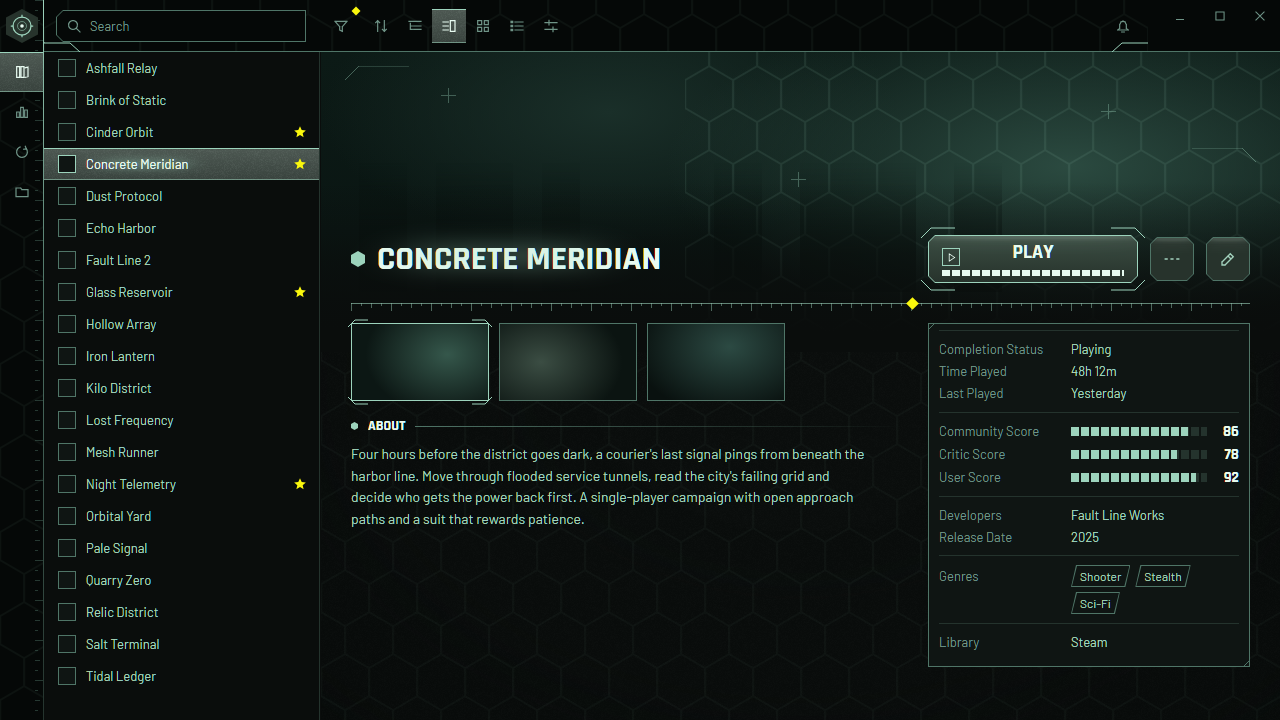 Search
Ashfall Relay
Brink of Static
Cinder Orbit
Concrete Meridian
Dust Protocol
Echo Harbor
Fault Line 2
Glass Reservoir
Hollow Array
Iron Lantern
Kilo District
Lost Frequency
Mesh Runner
Night Telemetry
Orbital Yard
Pale Signal
Quarry Zero
Relic District
Salt Terminal
Tidal Ledger
CONCRETE MERIDIAN
PLAY
ABOUT
Four hours before the district goes dark, a courier's last signal pings from beneath the
harbor line. Move through flooded service tunnels, read the city's failing grid and
decide who gets the power back first. A single-player campaign with open approach
paths and a suit that rewards patience.
Completion Status Playing
Time Played 48h 12m
Last Played Yesterday
Community Score 86
Critic Score 78
User Score 92
Developers Fault Line Works
Release Date 2025
Genres Shooter Stealth
Sci-Fi
Library Steam